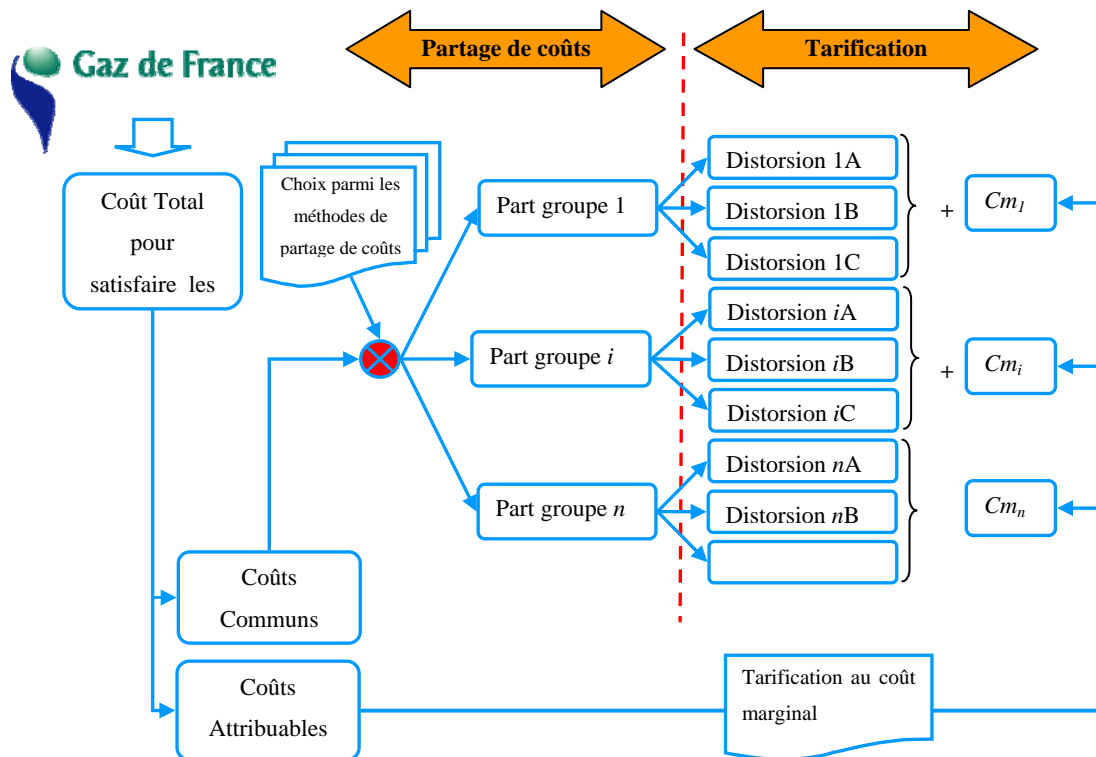 Partage de coûts
Tarification
Gaz de France
Coût Total
pour
satisfaire les
Choix parmi les
méthodes de
partage de coûts
Part groupe 1
Part groupe i
Part groupe n
Distorsion 1A
Distorsion 1B
Distorsion 1C
+
Cm1
Distorsion iA
Distorsion iB
Distorsion iC
+
Cmi
Distorsion nA
Distorsion nB
Cmn
Coûts
Communs
Coûts
Attribuables
Tarification au coût
marginal